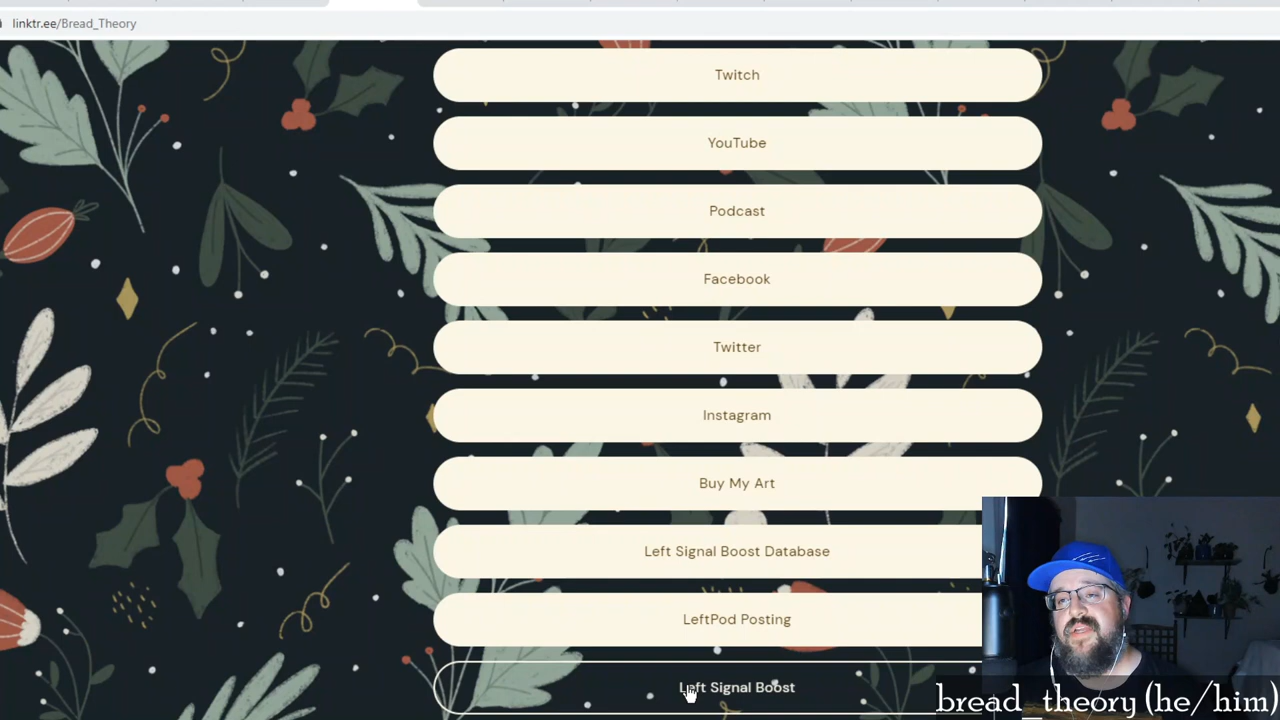 linktr.ee/Bread_Theory
Twitch
YouTube
Podcast
Facebook
Twitter
Instagram
Buy My Art
Left Signal Boost Database
LeftPod Posting
Left Signal Boost
bread_theory (he/him)